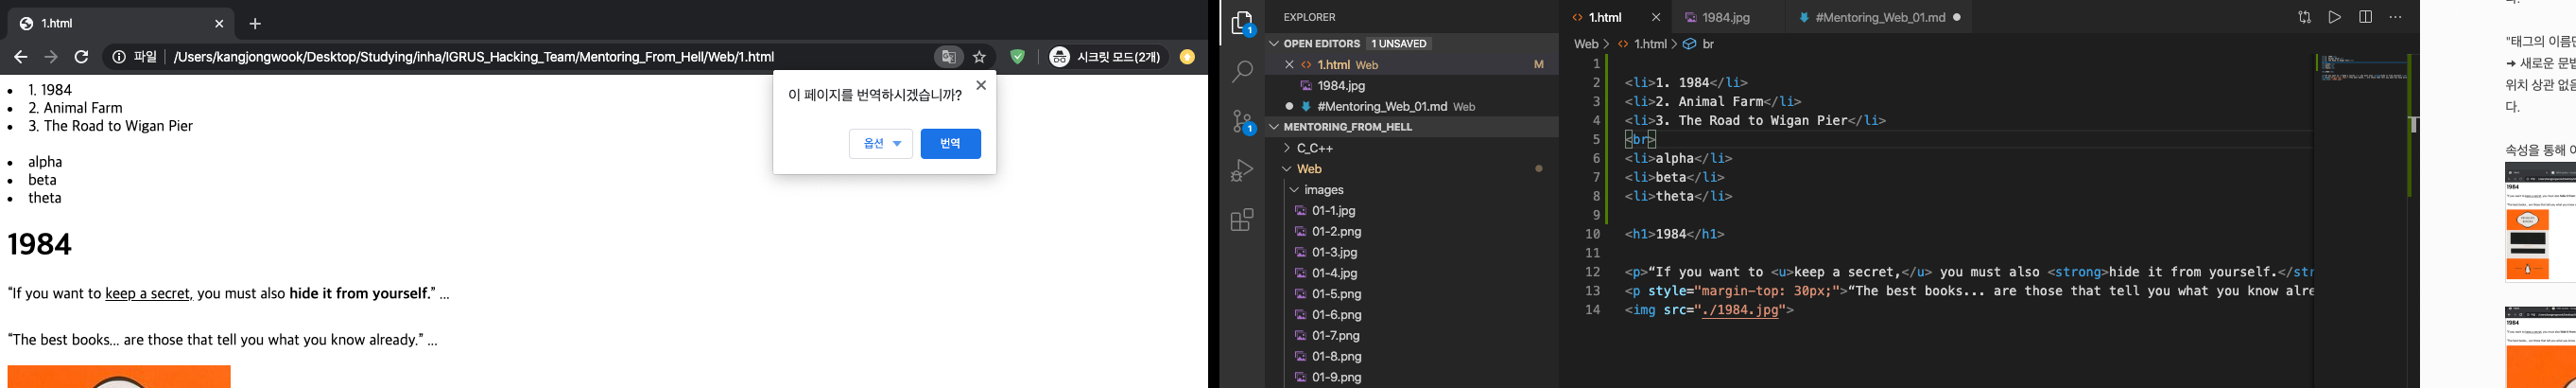 1.html
파일 /Users/kangjongwook/Desktop/Studying/inha/IGRUS_Hacking_Team/Mentoring_From_Hell/Web/1.html
시크릿 모드(2개)
이 페이지를 번역하시겠습니까?
옵션
번역
1. 1984
2. Animal Farm
3. The Road to Wigan Pier
alpha
beta
theta
1984
“If you want to keep a secret, you must also hide it from yourself.” ...
“The best books... are those that tell you what you know already.” ...
EXPLORER
OPEN EDITORS 1 UNSAVED
1.html Web M
1984.jpg
#Mentoring_Web_01.md Web
MENTORING_FROM_HELL
C_C++
Web
images
01-1.jpg
01-2.png
01-3.jpg
01-4.jpg
01-5.png
01-6.png
01-7.png
01-8.png
01-9.png
1
1
1.html
1984.jpg
#Mentoring_Web_01.md
Web > 1.html > br
1
2 <li>1. 1984</li>
3 <li>2. Animal Farm</li>
4 <li>3. The Road to Wigan Pier</li>
5 <br>
6 <li>alpha</li>
7 <li>beta</li>
8 <li>theta</li>
9
10 <h1>1984</h1>
11
12 <p>“If you want to <u>keep a secret,</u> you must also <strong>hide it from yourself.</str
13 <p style="margin-top: 30px;">“The best books... are those that tell you what you know alre
14 <img src="./1984.jpg">
"태그의 이름만
➜ 새로운 문법
위치 상관 없음
다.
속성을 통해 이
1984
1984